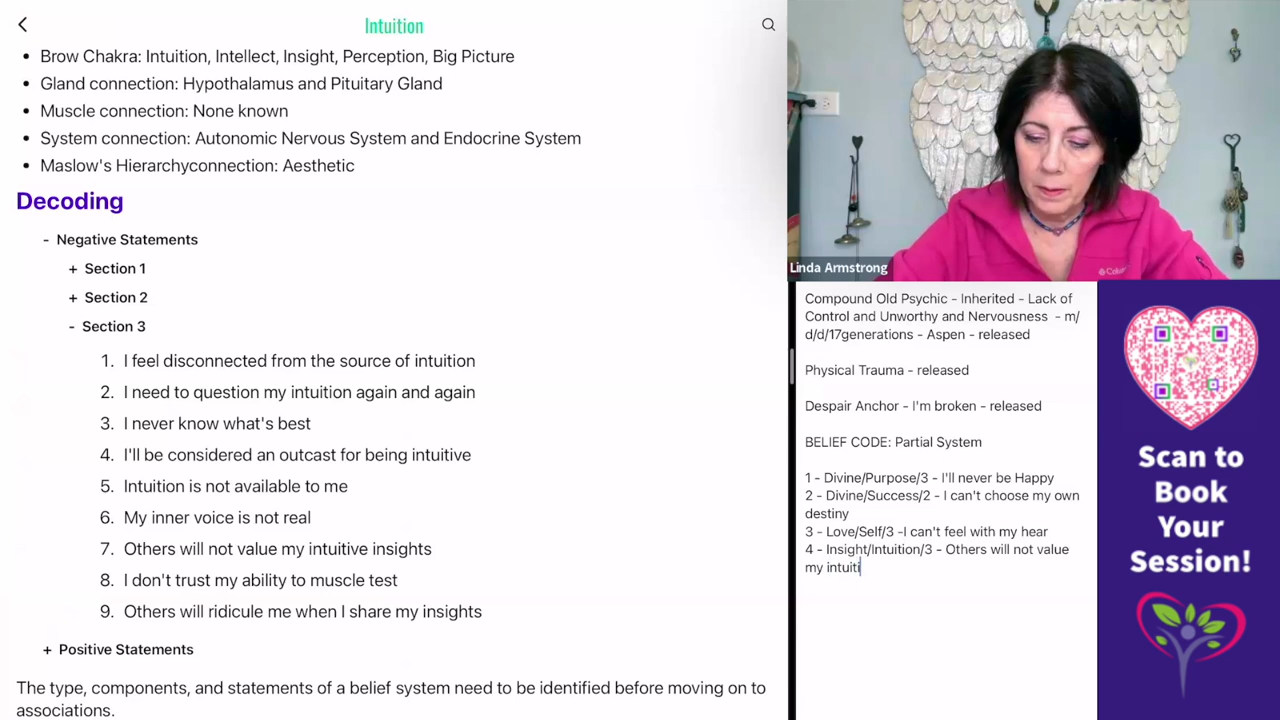 Intuition
• Brow Chakra: Intuition, Intellect, Insight, Perception, Big Picture
• Gland connection: Hypothalamus and Pituitary Gland
• Muscle connection: None known
• System connection: Autonomic Nervous System and Endocrine System
• Maslow's Hierarchyconnection: Aesthetic
Decoding
- Negative Statements
+ Section 1
+ Section 2
- Section 3
1. I feel disconnected from the source of intuition
2. I need to question my intuition again and again
3. I never know what's best
4. I'll be considered an outcast for being intuitive
5. Intuition is not available to me
6. My inner voice is not real
7. Others will not value my intuitive insights
8. I don't trust my ability to muscle test
9. Others will ridicule me when I share my insights
+ Positive Statements
The type, components, and statements of a belief system need to be identified before moving on to
associations.
Linda Armstrong
Compound Old Psychic - Inherited - Lack of
Control and Unworthy and Nervousness - m/
d/d/17generations - Aspen - released
Physical Trauma - released
Despair Anchor - I'm broken - released
BELIEF CODE: Partial System
1 - Divine/Purpose/3 - I'll never be Happy
2 - Divine/Success/2 - I can't choose my own
destiny
3 - Love/Self/3 -I can't feel with my hear
4 - Insight/Intuition/3 - Others will not value
my intuiti
Scan to
Book
Your
Session!